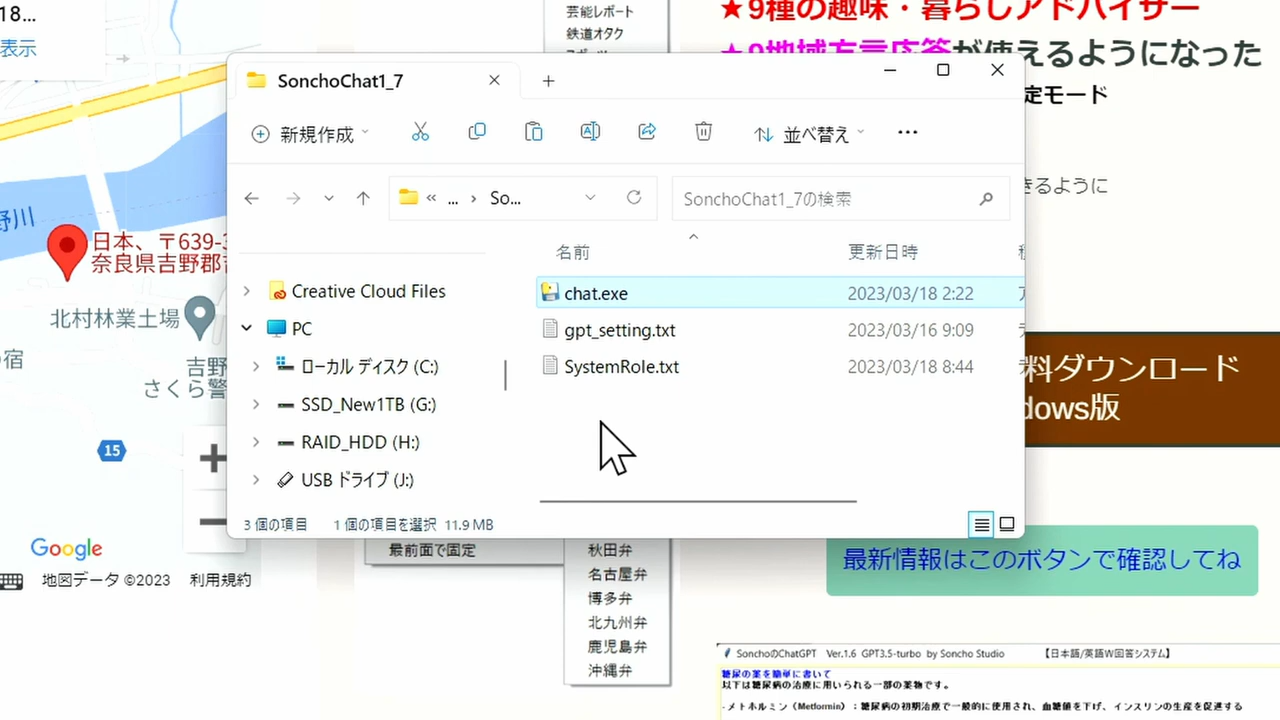 18...
表示
野川
日本、〒639-3
奈良県吉野郡吉
北村林業土場
の宿
吉野
さくら警
15
Google
地図データ ©2023 利用規約
芸能レポート
鉄道オタク
★9種の趣味・暮らしアドバイザー
★9地域方言応答が使えるようになった
定モード
きるように
SonchoChat1_7
新規作成
並べ替え
« ... › So...
SonchoChat1_7の検索
名前 更新日時
Creative Cloud Files
PC
ローカル ディスク (C:)
SSD_New1TB (G:)
RAID_HDD (H:)
USB ドライブ (J:)
chat.exe 2023/03/18 2:22
gpt_setting.txt 2023/03/16 9:09
SystemRole.txt 2023/03/18 8:44
3 個の項目 1 個の項目を選択 11.9 MB
料ダウンロード
dows版
最前面で固定
秋田弁
名古屋弁
博多弁
北九州弁
鹿児島弁
沖縄弁
最新情報はこのボタンで確認してね
SonchoのChatGPT Ver.1.6 GPT3.5-turbo by Soncho Studio 【日本語/英語W回答システム】
糖尿の薬を簡単に書いて
以下は糖尿病の治療に用いられる一部の薬物です。
- メトホルミン（Metformin）：糖尿病の初期治療で一般的に使用され、血糖値を下げ、インスリンの生産を促進する